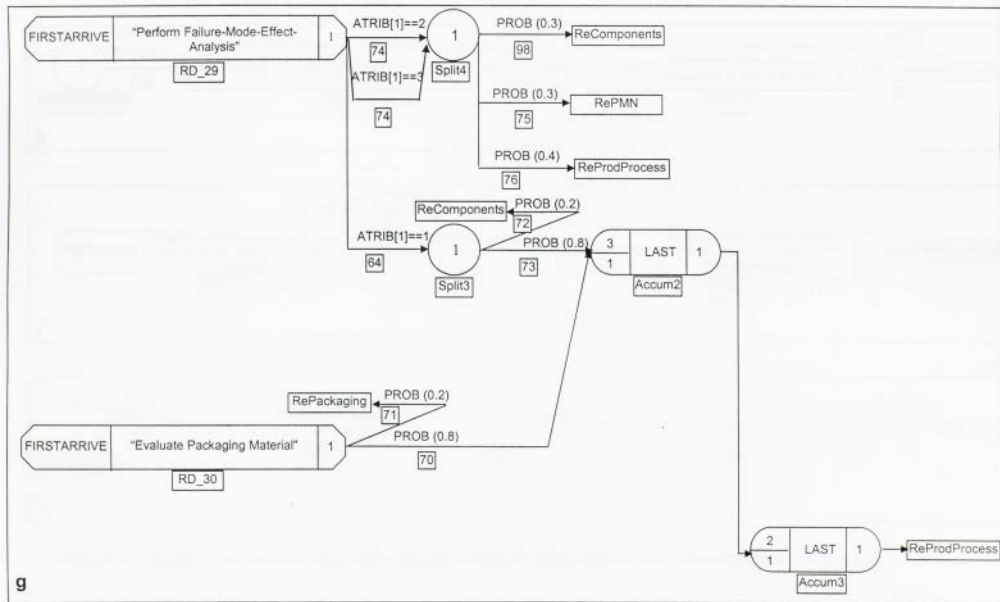 FIRSTARRIVE
"Perform Failure-Mode-Effect-
Analysis"
1
RD_29
ATRIB[1]==2
74
ATRIB[1]==3
74
1
Split4
PROB (0.3)
98
ReComponents
PROB (0.3)
75
RePMN
PROB (0.4)
76
ReProdProcess
ReComponents
PROB (0.2)
72
ATRIB[1]==1
64
1
Split3
PROB (0.8)
73
3
1
LAST
1
Accum2
RePackaging
PROB (0.2)
71
FIRSTARRIVE
"Evaluate Packaging Material"
1
RD_30
PROB (0.8)
70
2
1
LAST
1
Accum3
ReProdProcess
g